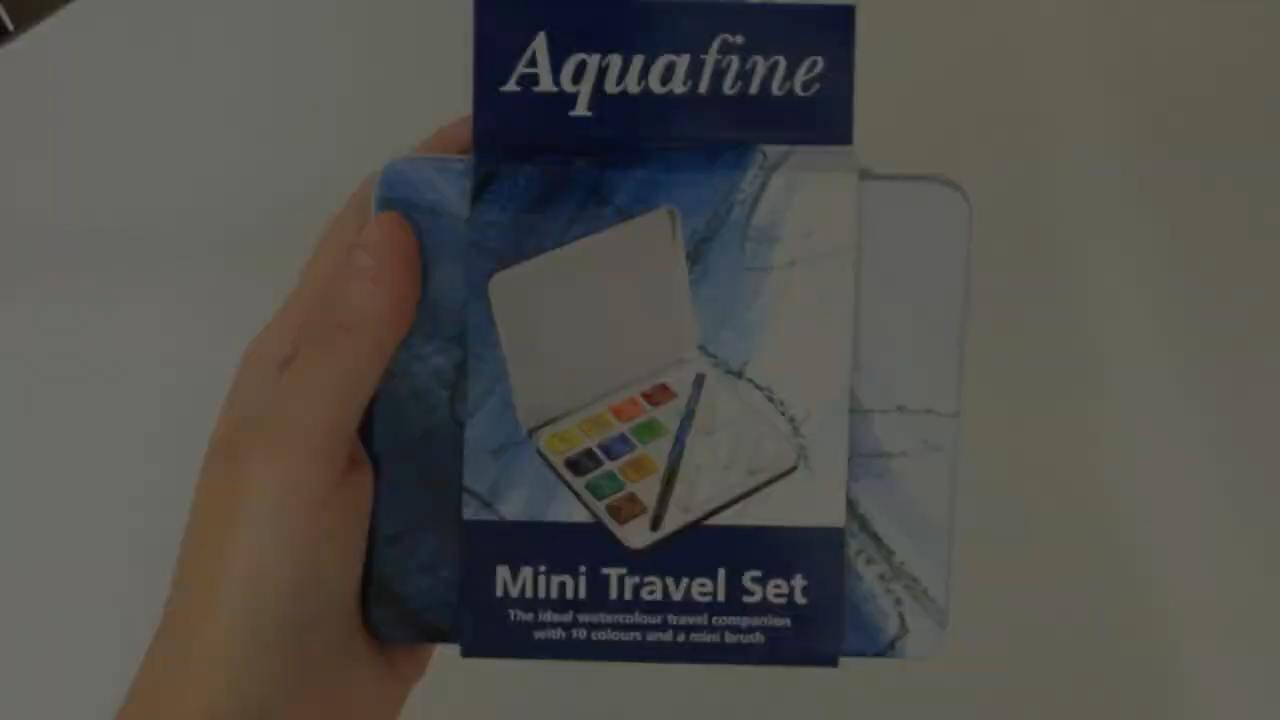 Aquafine
Mini Travel Set
The ideal watercolour travel companion
with 10 colours and a mini brush